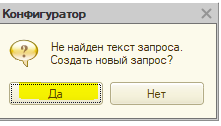 Конфигуратор
Не найден текст запроса.
Создать новый запрос?
Да
Нет